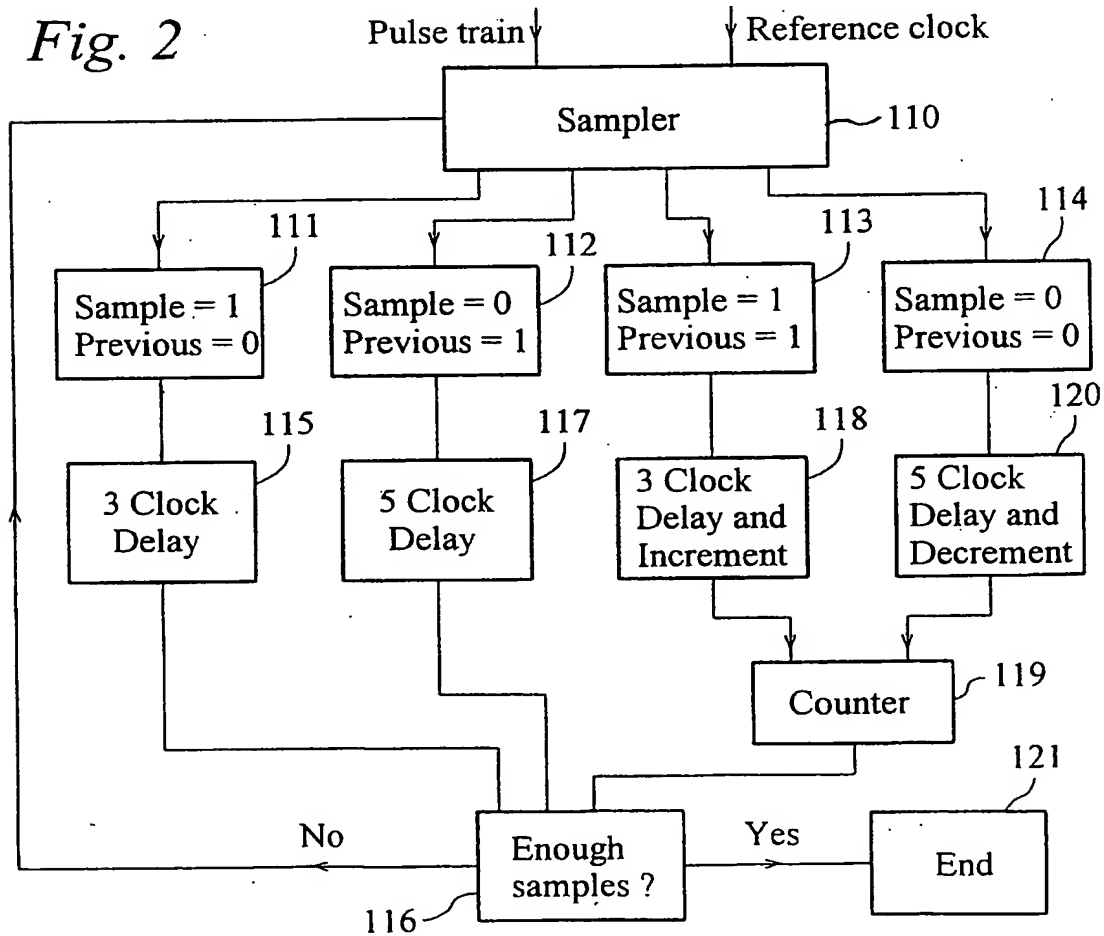 Fig. 2
Pulse train
Reference clock
Sampler
110
111
112
113
114
Sample = 1
Previous = 0
Sample = 0
Previous = 1
Sample = 1
Previous = 1
Sample = 0
Previous = 0
115
117
118
120
3 Clock
Delay
5 Clock
Delay
3 Clock
Delay and
Increment
5 Clock
Delay and
Decrement
Counter
119
121
No
Enough
samples ?
Yes
End
116